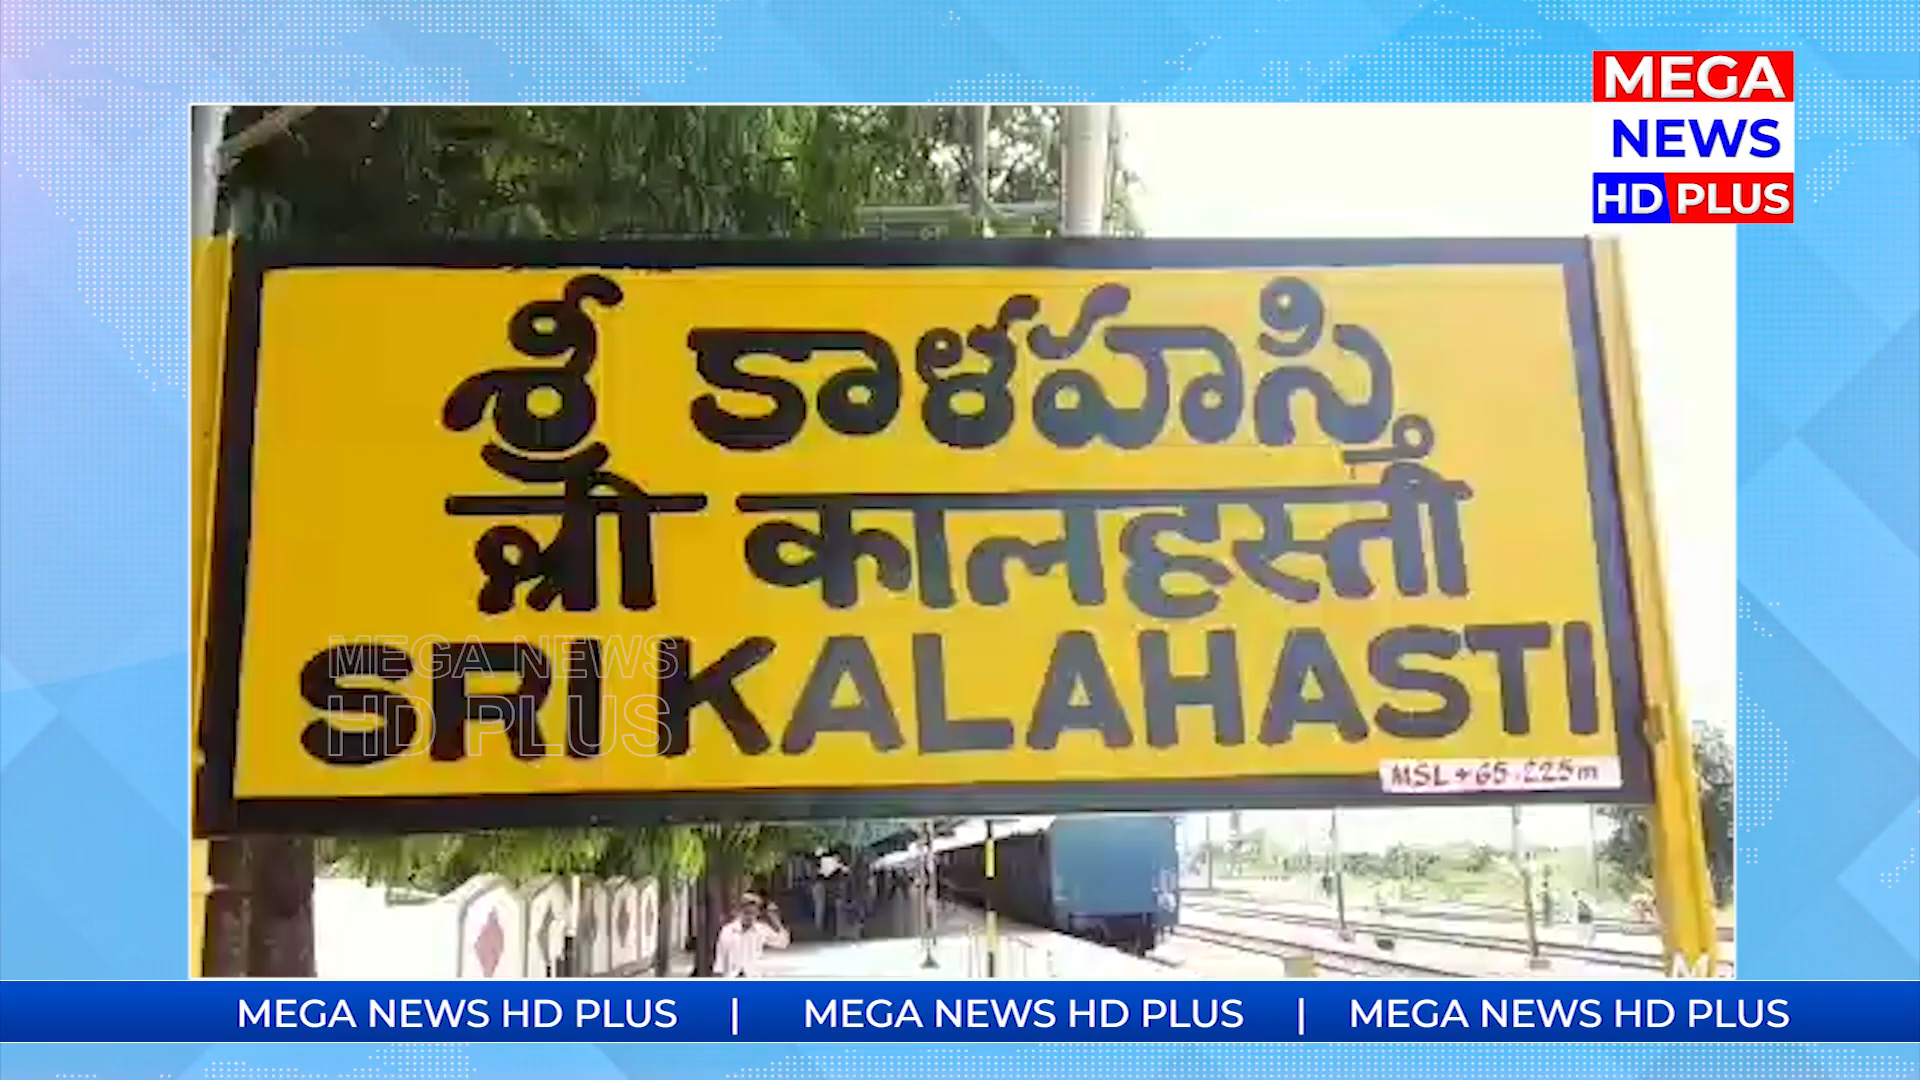 MEGA
NEWS
HD PLUS
శ్రీ కాళహస్తి
श्री कालहस्ती
SRI KALAHASTI
MEGA NEWS
HD PLUS
MSL + 65.225m
MEGA NEWS HD PLUS | MEGA NEWS HD PLUS | MEGA NEWS HD PLUS